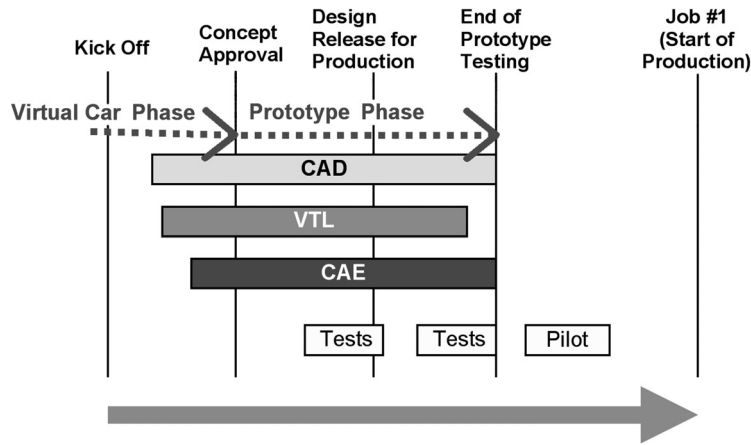 Kick Off
Concept
Approval
Design
Release for
Production
End of
Prototype
Testing
Job #1
(Start of
Production)
Virtual Car Phase
Prototype Phase
CAD
VTL
CAE
Tests
Tests
Pilot